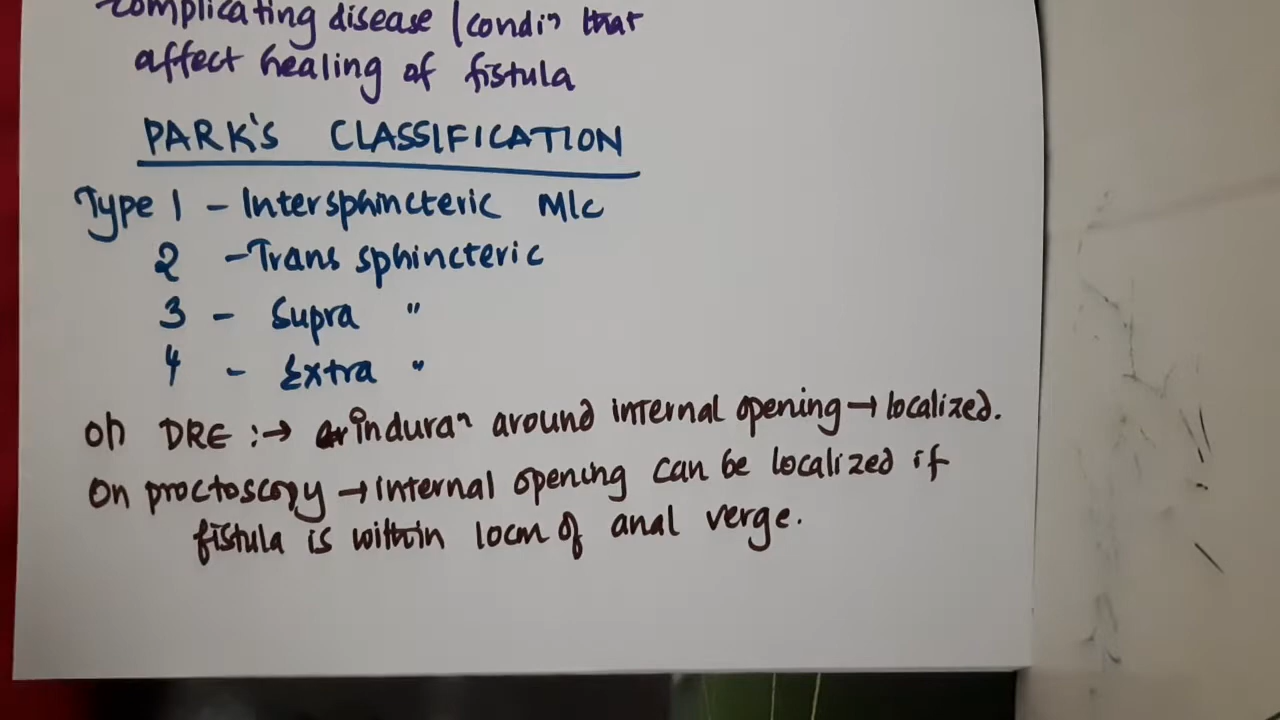 complicating disease / condiⁿ that
affect healing of fistula
PARK'S CLASSIFICATION
Type 1 - Intersphincteric M/c
2 - Trans sphincteric
3 - Supra "
4 - Extra "
On DRE :→ induraⁿ around internal opening → localized.
On proctoscopy → internal opening can be localized if
fistula is within 10cm of anal verge.